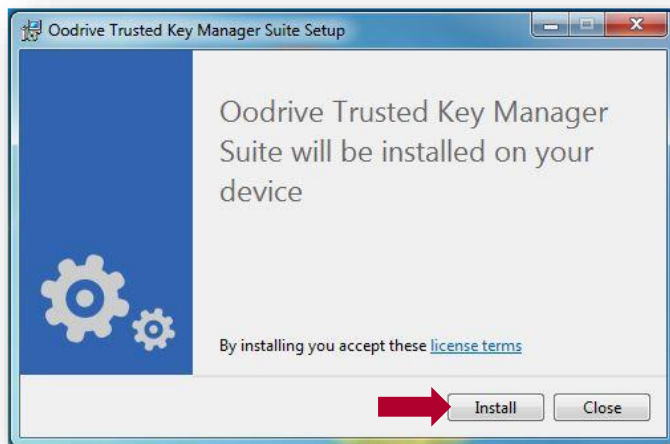 Oodrive Trusted Key Manager Suite Setup
Oodrive Trusted Key Manager
Suite will be installed on your
device
By installing you accept these license terms
Install Close